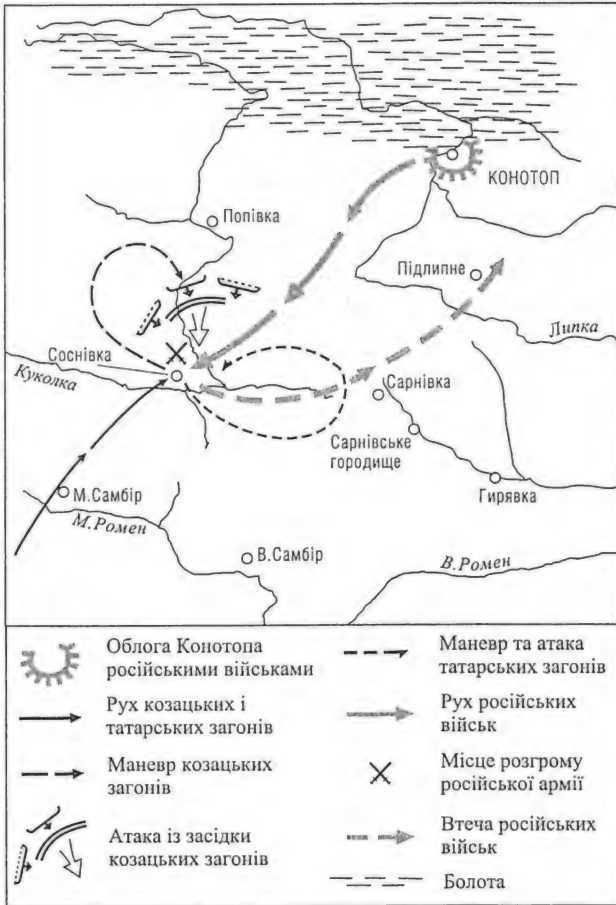 КОНОТОП
Попівка
Підлипне
Липка
Соснівка
Куколка
Сарнівка
Сарнівське
городище
Гирявка
М.Самбір
М.Ромен
В.Самбір
В.Ромен
Облога Конотопа
російськими військами
Рух козацьких і
татарських загонів
Маневр козацьких
загонів
Атака із засідки
козацьких загонів
Маневр та атака
татарських загонів
Рух російських
військ
Місце розгрому
російської армії
Втеча російських
військ
Болота